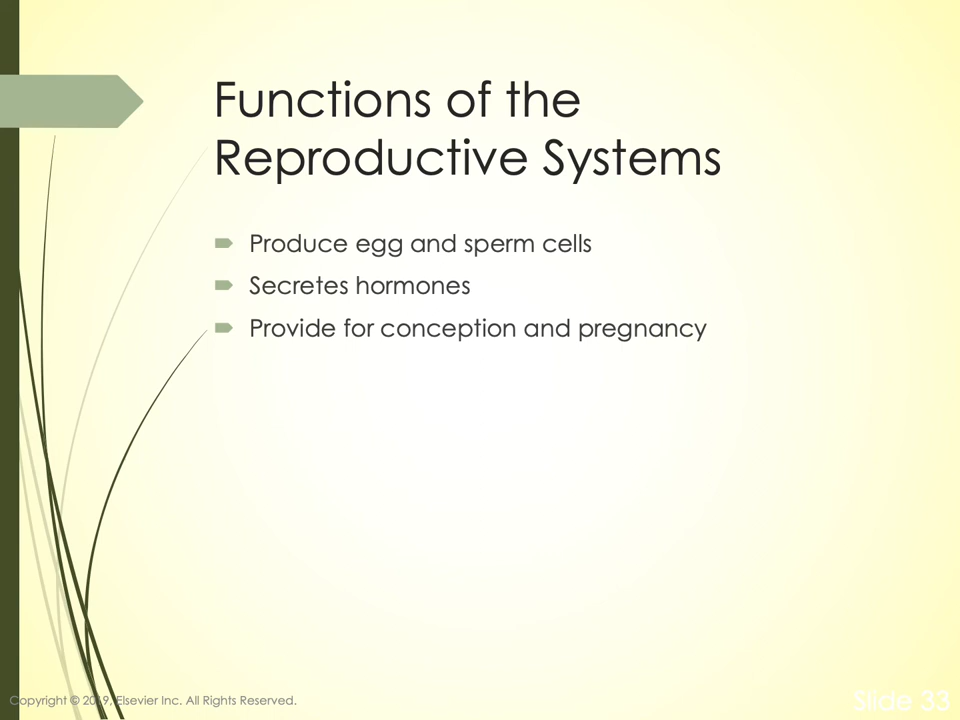 Functions of the
Reproductive Systems
Produce egg and sperm cells
Secretes hormones
Provide for conception and pregnancy
Copyright © 2019, Elsevier Inc. All Rights Reserved.
Slide 33